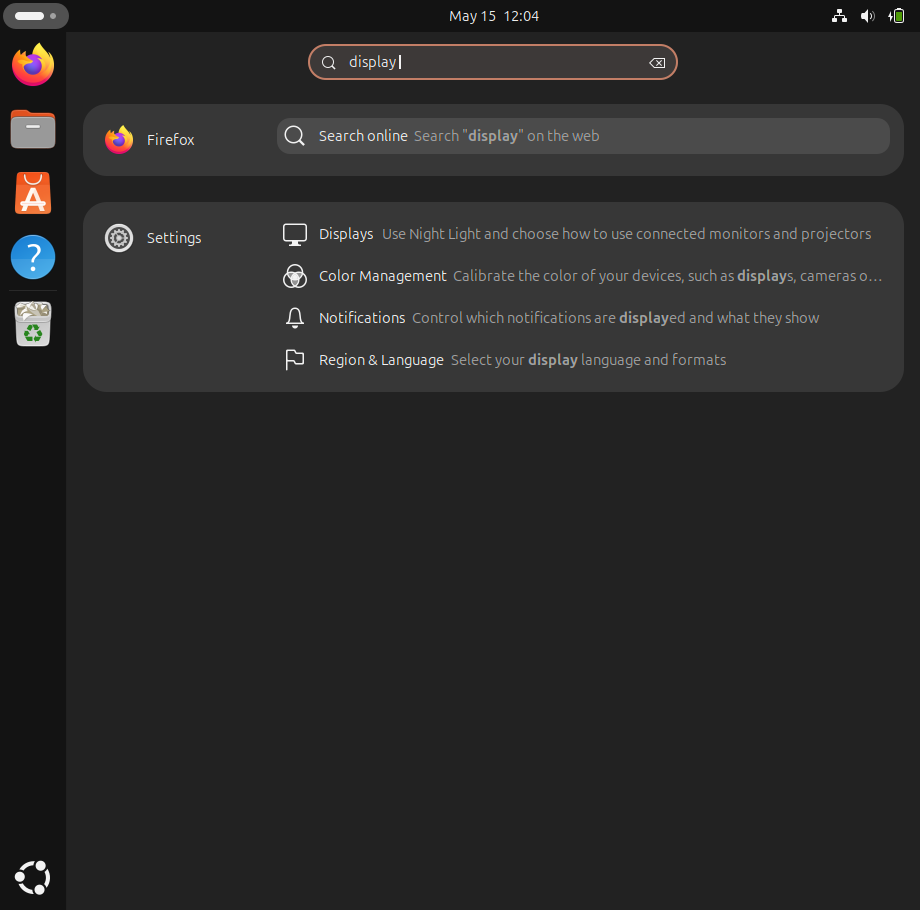 May 15 12:04
display
Firefox
Search online Search "display" on the web
Settings
Displays Use Night Light and choose how to use connected monitors and projectors
Color Management Calibrate the color of your devices, such as displays, cameras o…
Notifications Control which notifications are displayed and what they show
Region & Language Select your display language and formats